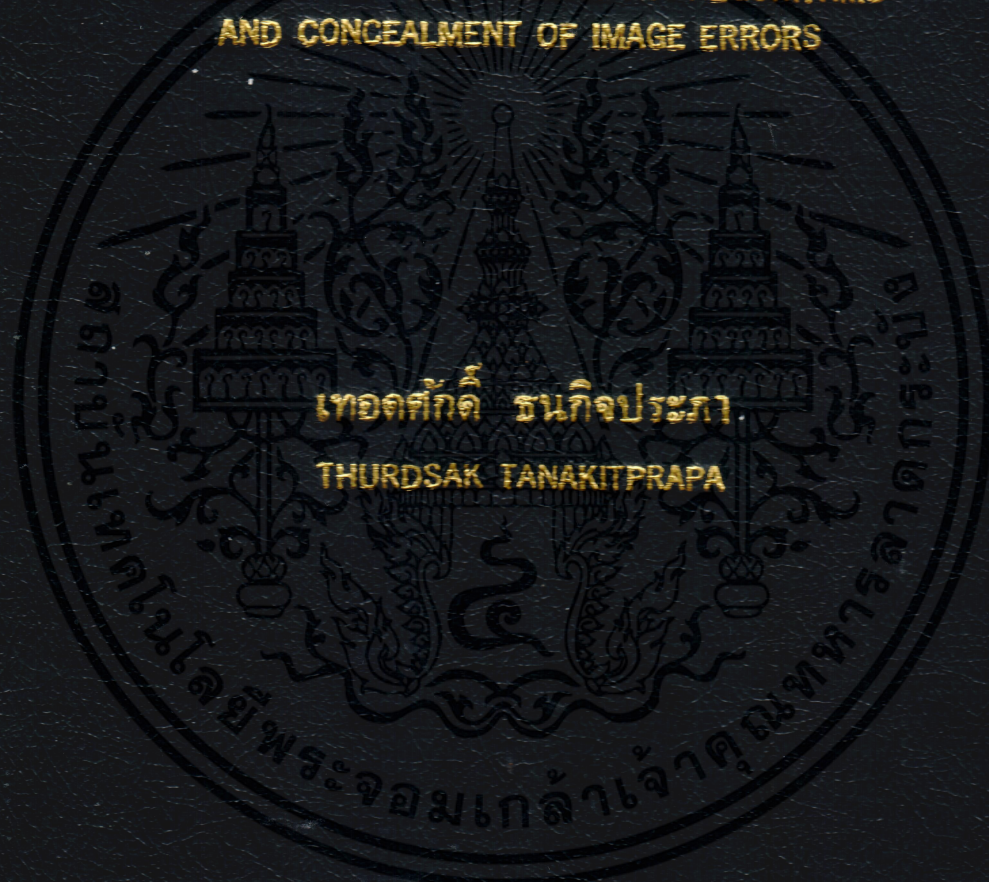 AND CONCEALMENT OF IMAGE ERRORS
เทอดศักดิ์ ธนกิจประภา
THURDSAK TANAKITPRAPA
สถาบันเทคโนโลยีพระจอมเกล้าเจ้าคุณทหารลาดกระบัง